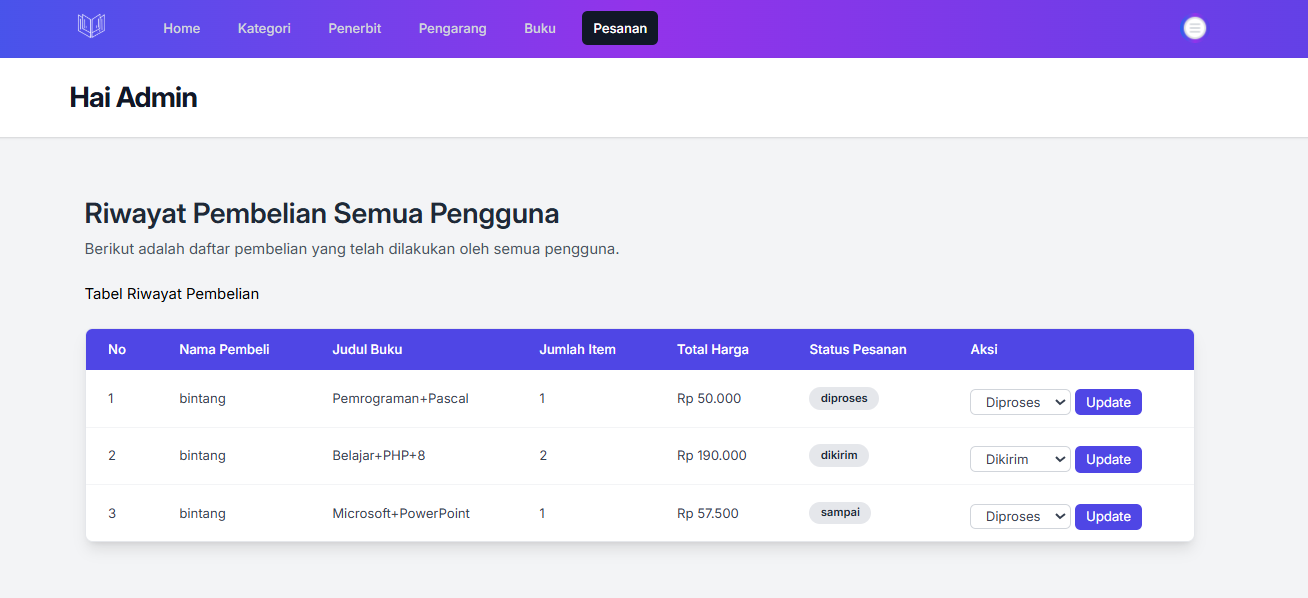 Home Kategori Penerbit Pengarang Buku Pesanan
Hai Admin
Riwayat Pembelian Semua Pengguna
Berikut adalah daftar pembelian yang telah dilakukan oleh semua pengguna.
Tabel Riwayat Pembelian
No Nama Pembeli Judul Buku Jumlah Item Total Harga Status Pesanan Aksi
1 bintang Pemrograman+Pascal 1 Rp 50.000 diproses Diproses Update
2 bintang Belajar+PHP+8 2 Rp 190.000 dikirim Dikirim Update
3 bintang Microsoft+PowerPoint 1 Rp 57.500 sampai Diproses Update